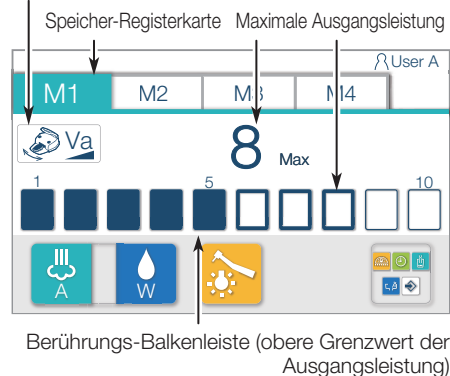 Speicher-Registerkarte Maximale Ausgangsleistung
User A
M1 M2 M3 M4
Va 8 Max
1 5 10
A W
Berührungs-Balkenleiste (obere Grenzwert der
Ausgangsleistung)